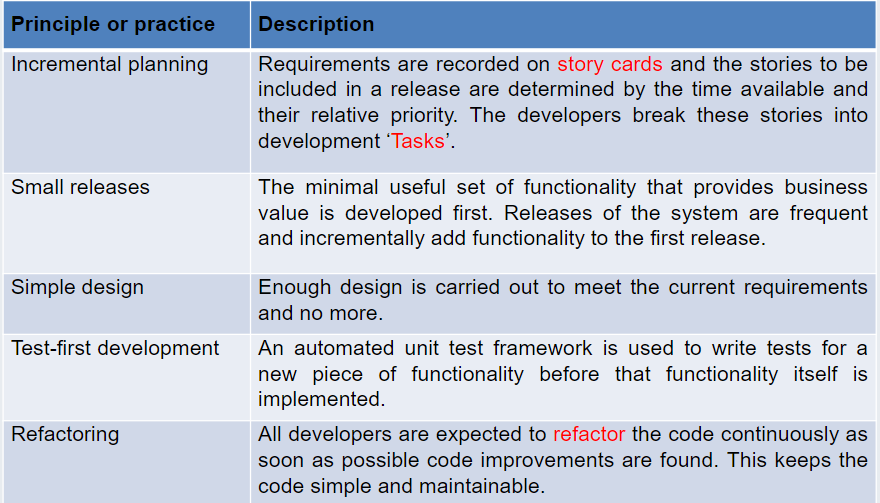 Principle or practice Description
Incremental planning Requirements are recorded on story cards and the stories to be
included in a release are determined by the time available and
their relative priority. The developers break these stories into
development ‘Tasks’.
Small releases The minimal useful set of functionality that provides business
value is developed first. Releases of the system are frequent
and incrementally add functionality to the first release.
Simple design Enough design is carried out to meet the current requirements
and no more.
Test-first development An automated unit test framework is used to write tests for a
new piece of functionality before that functionality itself is
implemented.
Refactoring All developers are expected to refactor the code continuously as
soon as possible code improvements are found. This keeps the
code simple and maintainable.